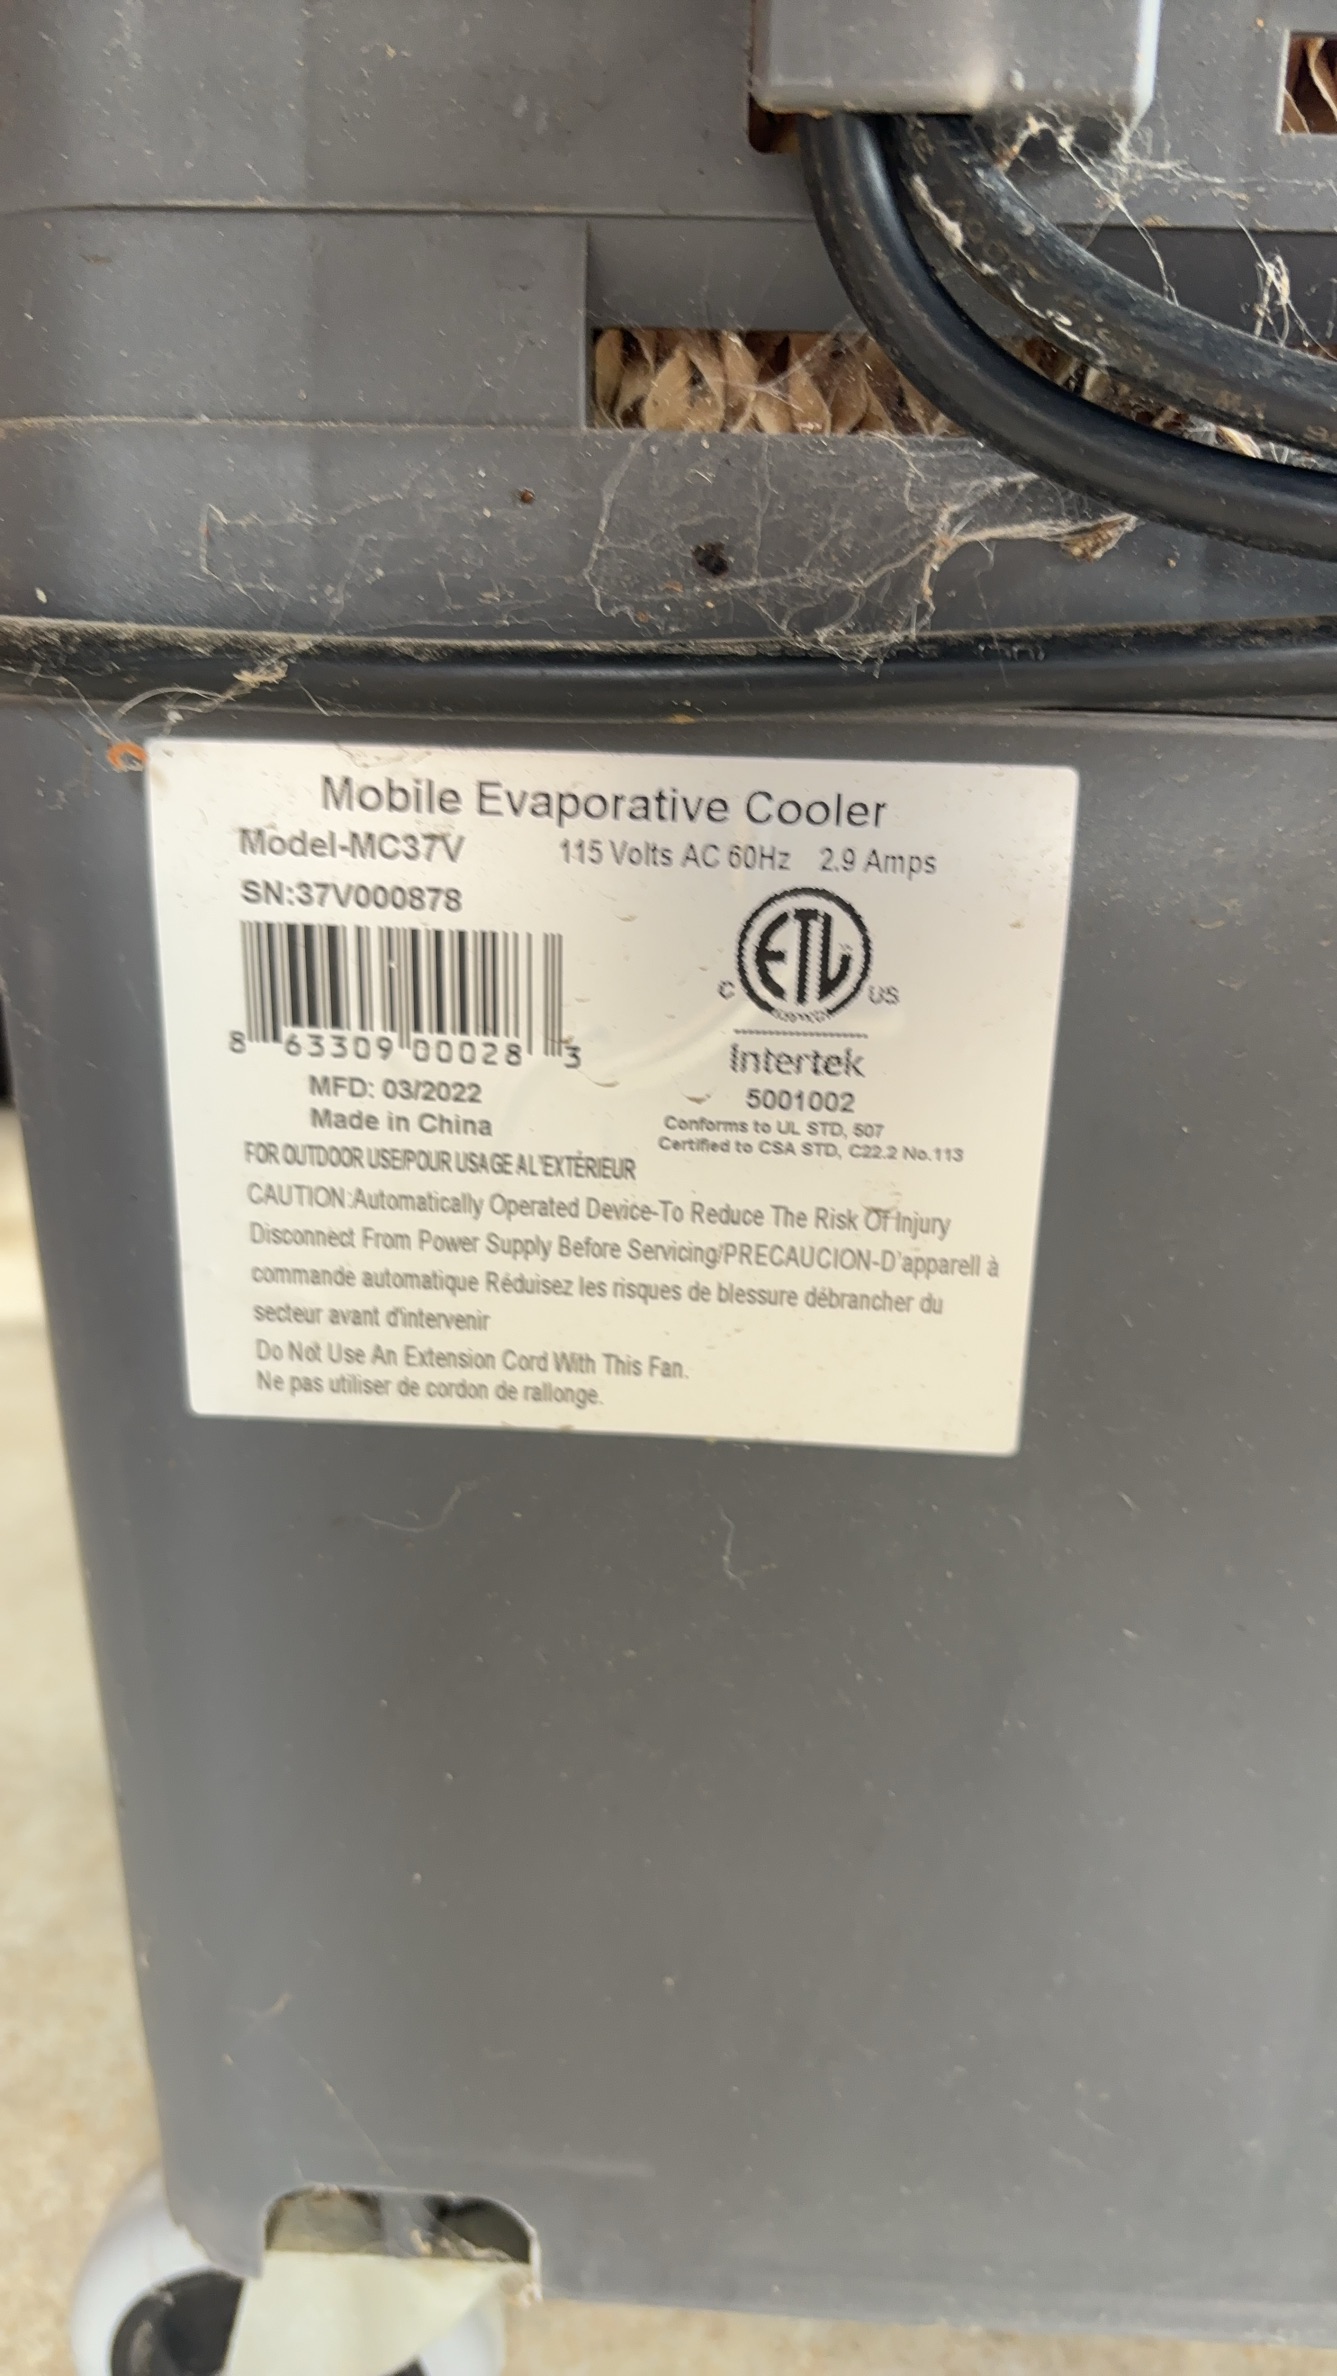 Mobile Evaporative Cooler
Model-MC37V 115 Volts AC 60Hz 2.9 Amps
SN:37V000878
ETL
C US
8 63309 00028 3
Intertek
5001002
MFD: 03/2022
Made in China
Conforms to UL STD, 507
Certified to CSA STD, C22.2 No.113
FOR OUTDOOR USE/POUR USAGE A L'EXTÉRIEUR
CAUTION:Automatically Operated Device-To Reduce The Risk Of Injury
Disconnect From Power Supply Before Servicing/PRECAUCION-D'apparell à
commande automatique Réduisez les risques de blessure débrancher du
secteur avant d'intervenir
Do Not Use An Extension Cord With This Fan.
Ne pas utiliser de cordon de rallonge.